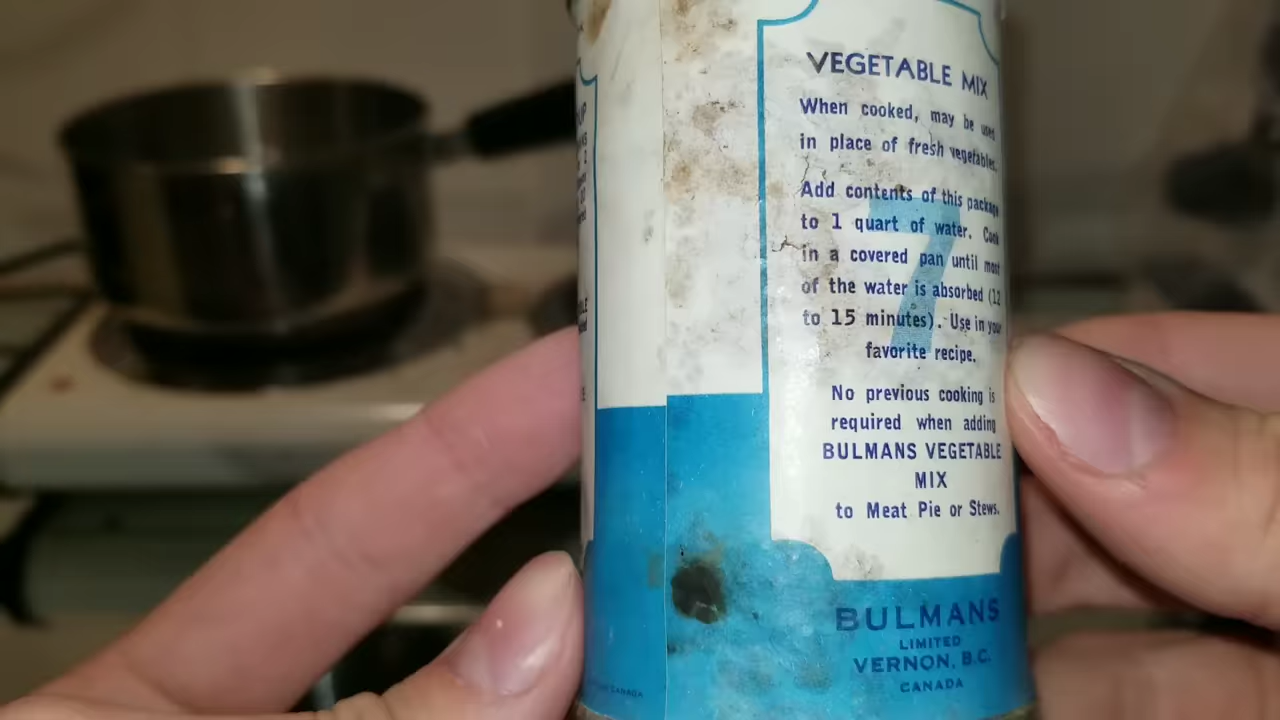 VEGETABLE MIX
When cooked, may be used
in place of fresh vegetables.
Add contents of this package
to 1 quart of water. Cook
in a covered pan until most
of the water is absorbed (12
to 15 minutes). Use in your
favorite recipe.
7
No previous cooking is
required when adding
BULMANS VEGETABLE
MIX
to Meat Pie or Stews.
BULMANS
LIMITED
VERNON, B.C.
CANADA
CANADA